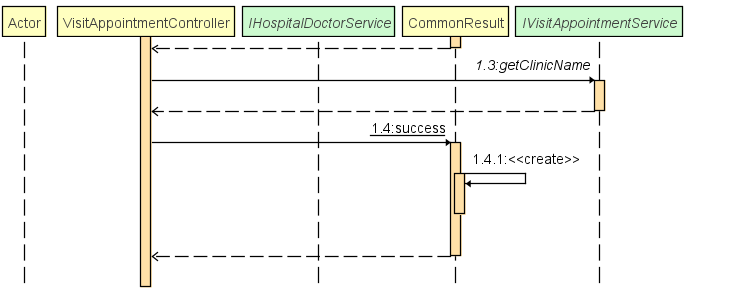 Actor
VisitAppointmentController
IHospitalDoctorService
CommonResult
IVisitAppointmentService
1.3:getClinicName
1.4:success
1.4.1:<<create>>